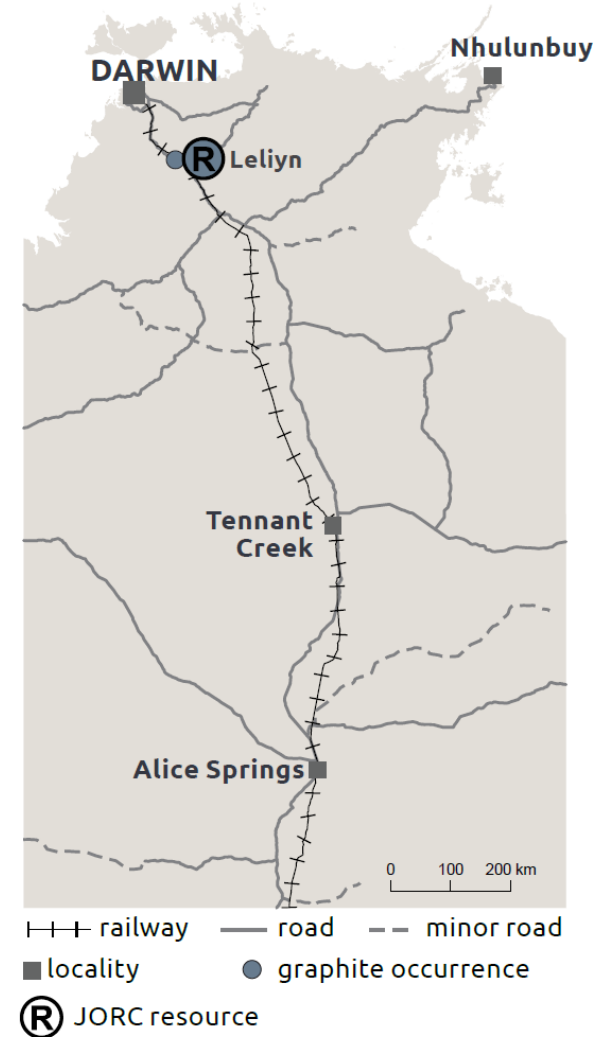 Nhulunbuy
DARWIN
R Leliyn
Tennant
Creek
Alice Springs
0 100 200 km
railway road minor road
locality graphite occurrence
R JORC resource